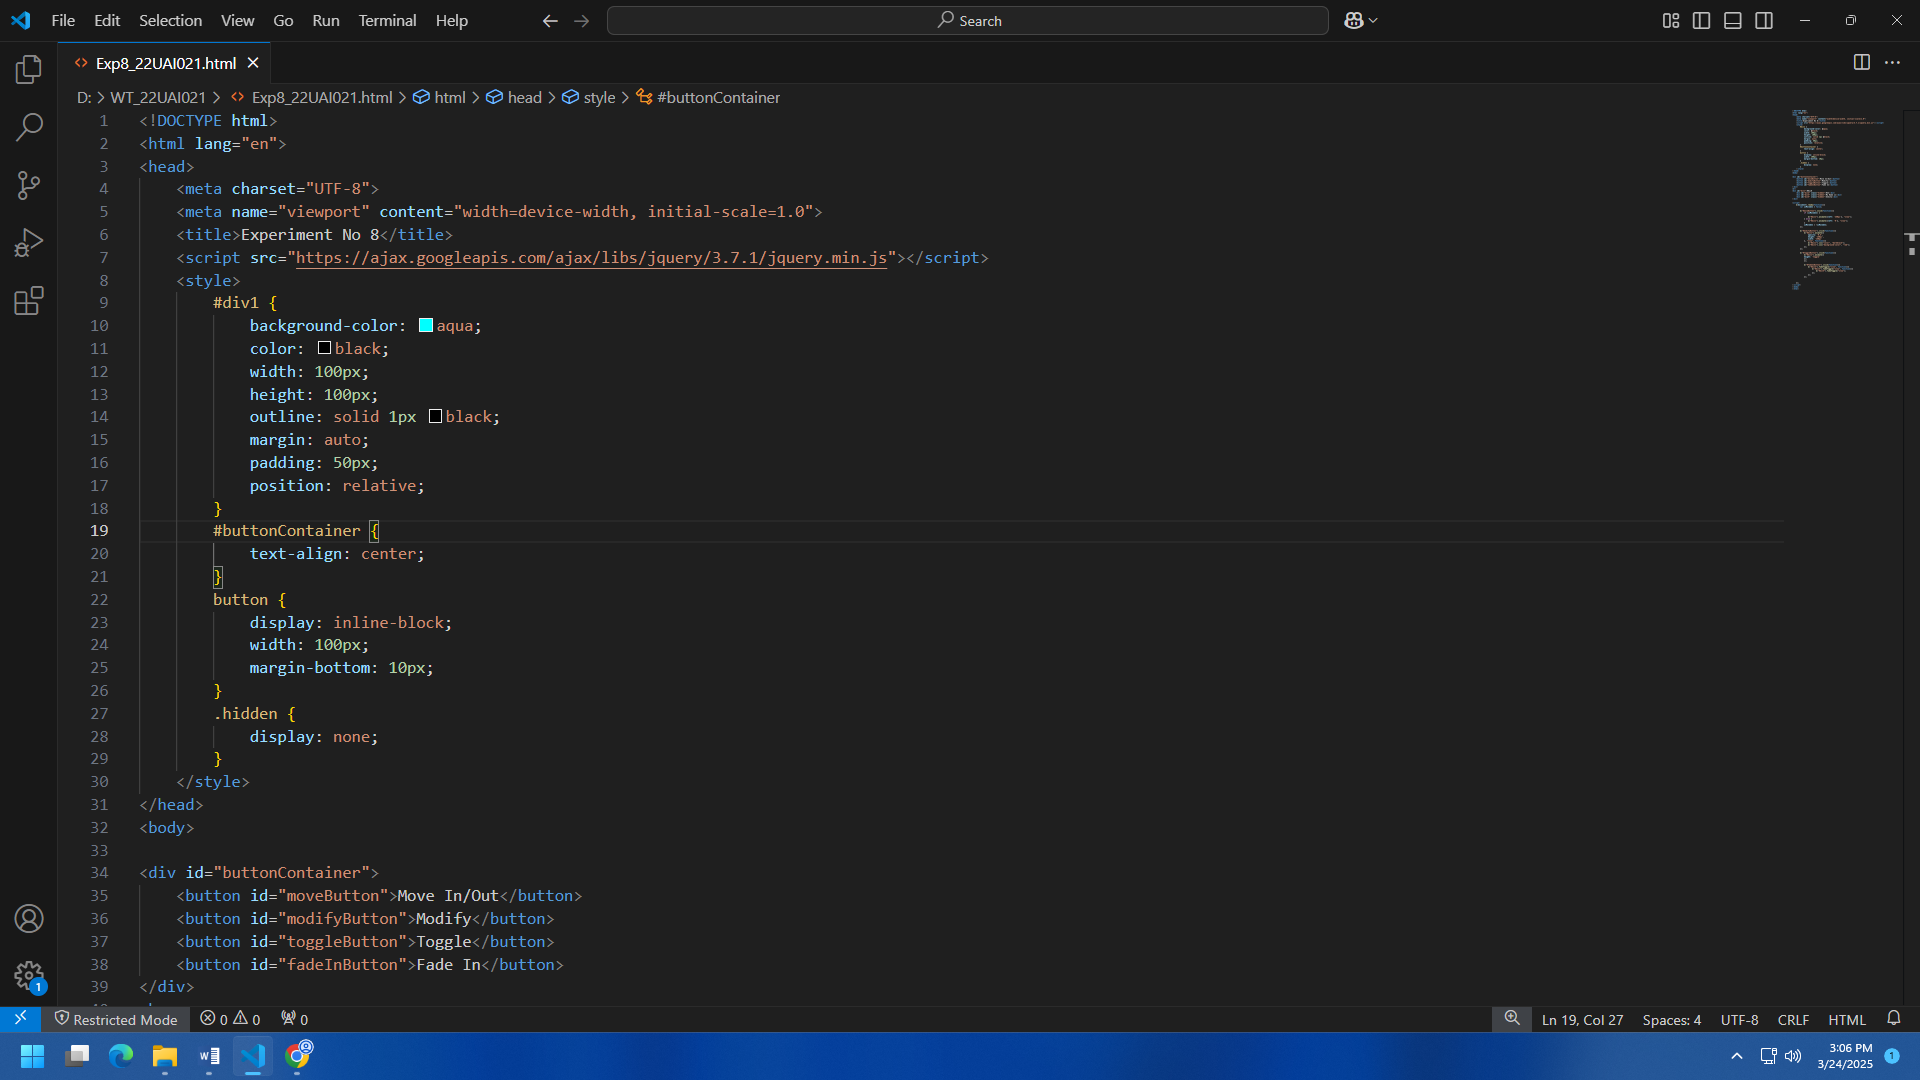 File Edit Selection View Go Run Terminal Help Search
Exp8_22UAI021.html
D: > WT_22UAI021 > Exp8_22UAI021.html > html > head > style > #buttonContainer
1 <!DOCTYPE html>
2 <html lang="en">
3 <head>
4 <meta charset="UTF-8">
5 <meta name="viewport" content="width=device-width, initial-scale=1.0">
6 <title>Experiment No 8</title>
7 <script src="https://ajax.googleapis.com/ajax/libs/jquery/3.7.1/jquery.min.js"></script>
8 <style>
9 #div1 {
10 background-color: aqua;
11 color: black;
12 width: 100px;
13 height: 100px;
14 outline: solid 1px black;
15 margin: auto;
16 padding: 50px;
17 position: relative;
18 }
19 #buttonContainer {
20 text-align: center;
21 }
22 button {
23 display: inline-block;
24 width: 100px;
25 margin-bottom: 10px;
26 }
27 .hidden {
28 display: none;
29 }
30 </style>
31 </head>
32 <body>
33
34 <div id="buttonContainer">
35 <button id="moveButton">Move In/Out</button>
36 <button id="modifyButton">Modify</button>
37 <button id="toggleButton">Toggle</button>
38 <button id="fadeInButton">Fade In</button>
39 </div>
1
Restricted Mode 0 0 0 Ln 19, Col 27 Spaces: 4 UTF-8 CRLF HTML
3:06 PM
3/24/2025
1